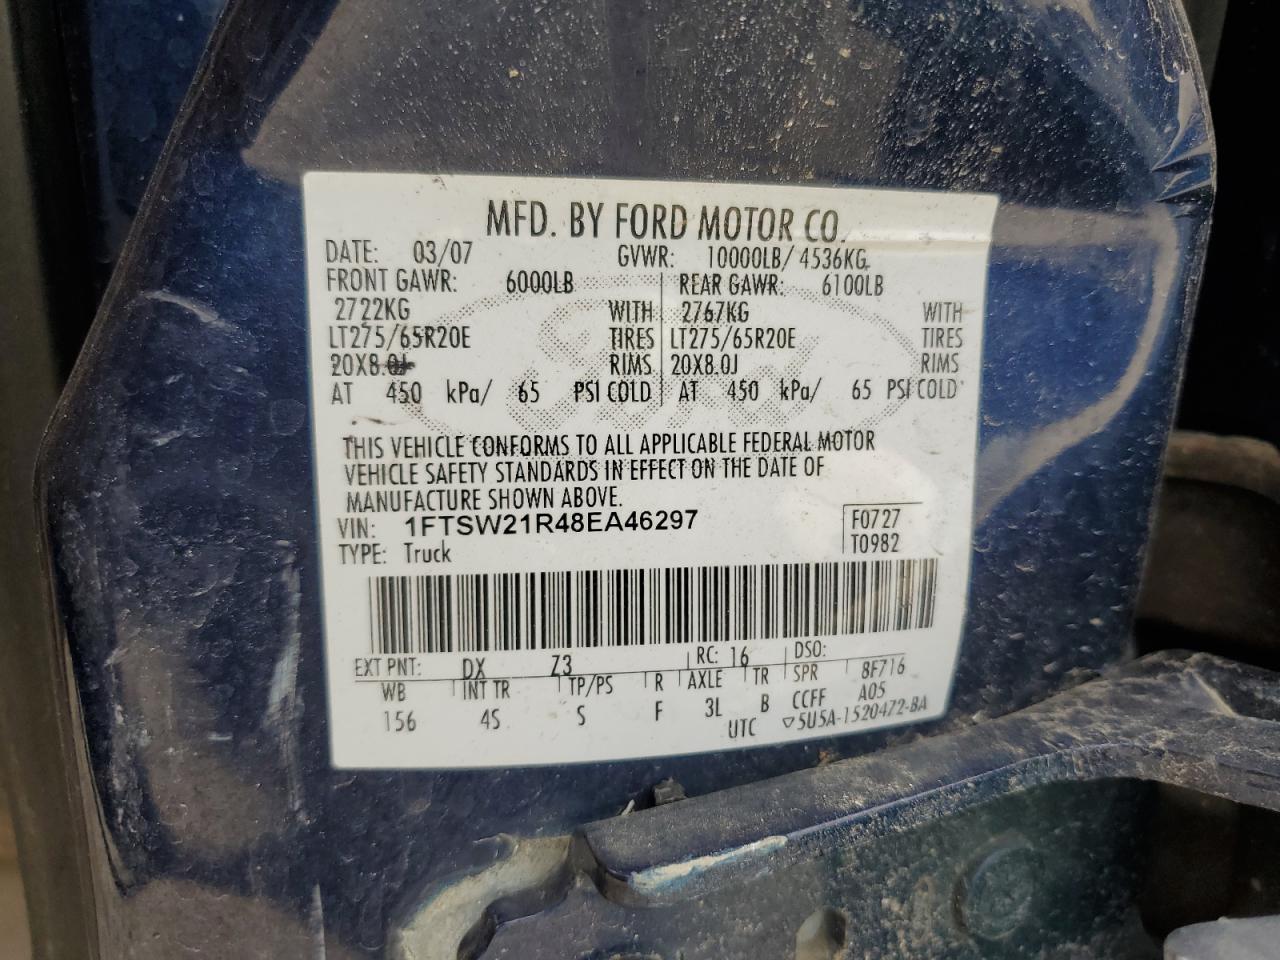 MFD. BY FORD MOTOR CO.
DATE: 03/07 GVWR: 10000LB/ 4536KG
FRONT GAWR: 6000LB REAR GAWR: 6100LB
2722KG WITH 2767KG WITH
LT275/65R20E TIRES LT275/65R20E TIRES
20X8.0J RIMS 20X8.0J RIMS
AT 450 kPa/ 65 PSI COLD AT 450 kPa/ 65 PSI COLD
THIS VEHICLE CONFORMS TO ALL APPLICABLE FEDERAL MOTOR
VEHICLE SAFETY STANDARDS IN EFFECT ON THE DATE OF
MANUFACTURE SHOWN ABOVE.
VIN: 1FTSW21R48EA46297 F0727
TYPE: Truck T0982
EXT PNT: DX Z3 RC: 16 DSO:
WB INT TR TP/PS R AXLE TR SPR 8F716
156 4S S F 3L B CCFF A05
UTC ▽5U5A-1520472-BA